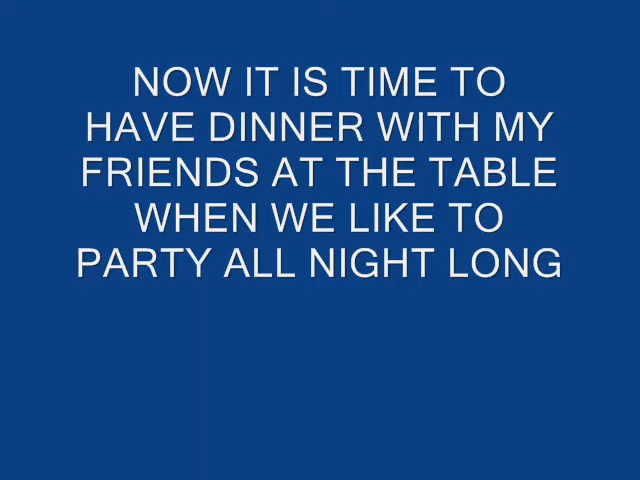 NOW IT IS TIME TO
HAVE DINNER WITH MY
FRIENDS AT THE TABLE
WHEN WE LIKE TO
PARTY ALL NIGHT LONG